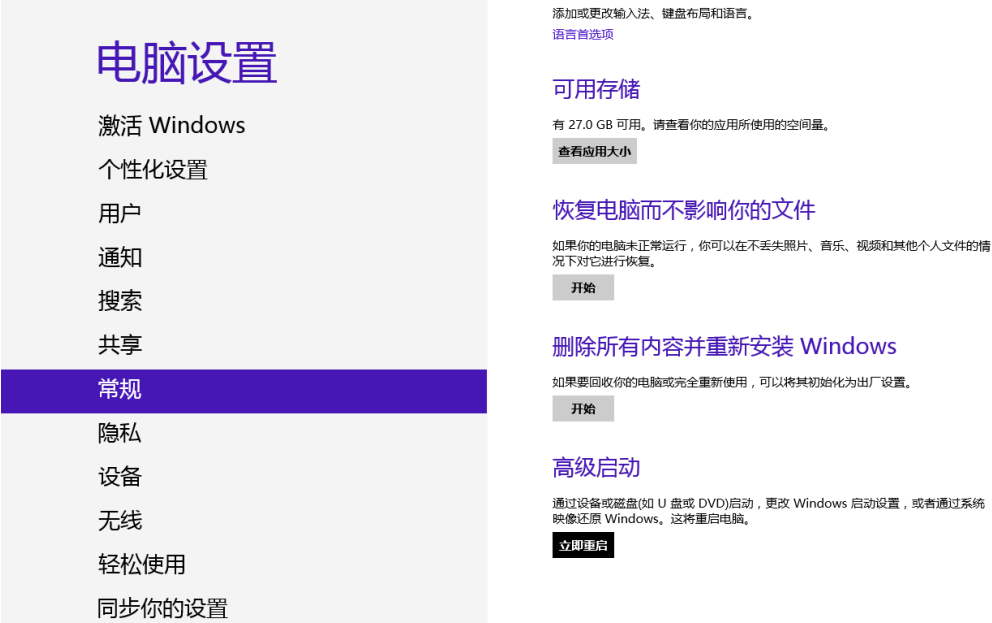 电脑设置
激活 Windows
个性化设置
用户
通知
搜索
共享
常规
隐私
设备
无线
轻松使用
同步你的设置
添加或更改输入法、键盘布局和语言。
语言首选项
可用存储
有 27.0 GB 可用。请查看你的应用所使用的空间量。
查看应用大小
恢复电脑而不影响你的文件
如果你的电脑未正常运行，你可以在不丢失照片、音乐、视频和其他个人文件的情
况下对它进行恢复。
开始
删除所有内容并重新安装 Windows
如果要回收你的电脑或完全重新使用，可以将其初始化为出厂设置。
开始
高级启动
通过设备或磁盘(如 U 盘或 DVD)启动，更改 Windows 启动设置，或者通过系统
映像还原 Windows。这将重启电脑。
立即重启